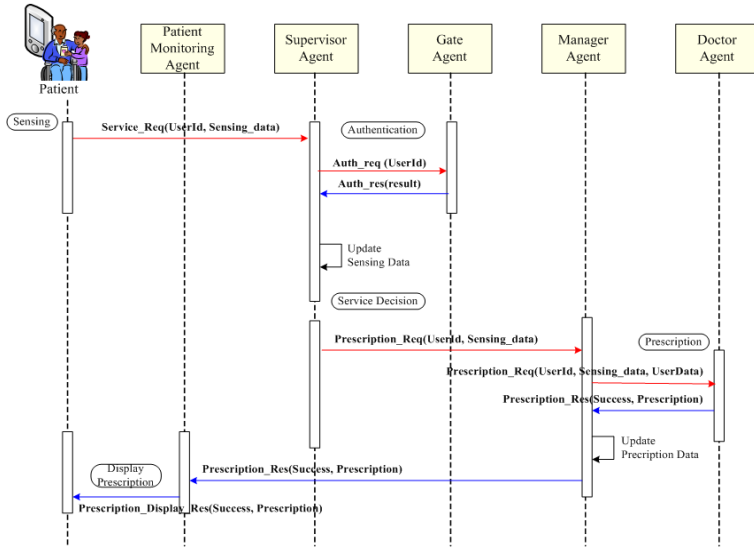 Patient
Monitoring
Agent
Supervisor
Agent
Gate
Agent
Manager
Agent
Doctor
Agent
Patient
Sensing
Service_Req(UserId, Sensing_data)
Authentication
Auth_req (UserId)
Auth_res(result)
Update
Sensing Data
Service Decision
Prescription_Req(UserId, Sensing_data)
Prescription
Prescription_Req(UserId, Sensing_data, UserData)
Prescription_Res(Success, Prescription)
Update
Precription Data
Display
Prescription
Prescription_Res(Success, Prescription)
Prescription_Display_Res(Success, Prescription)